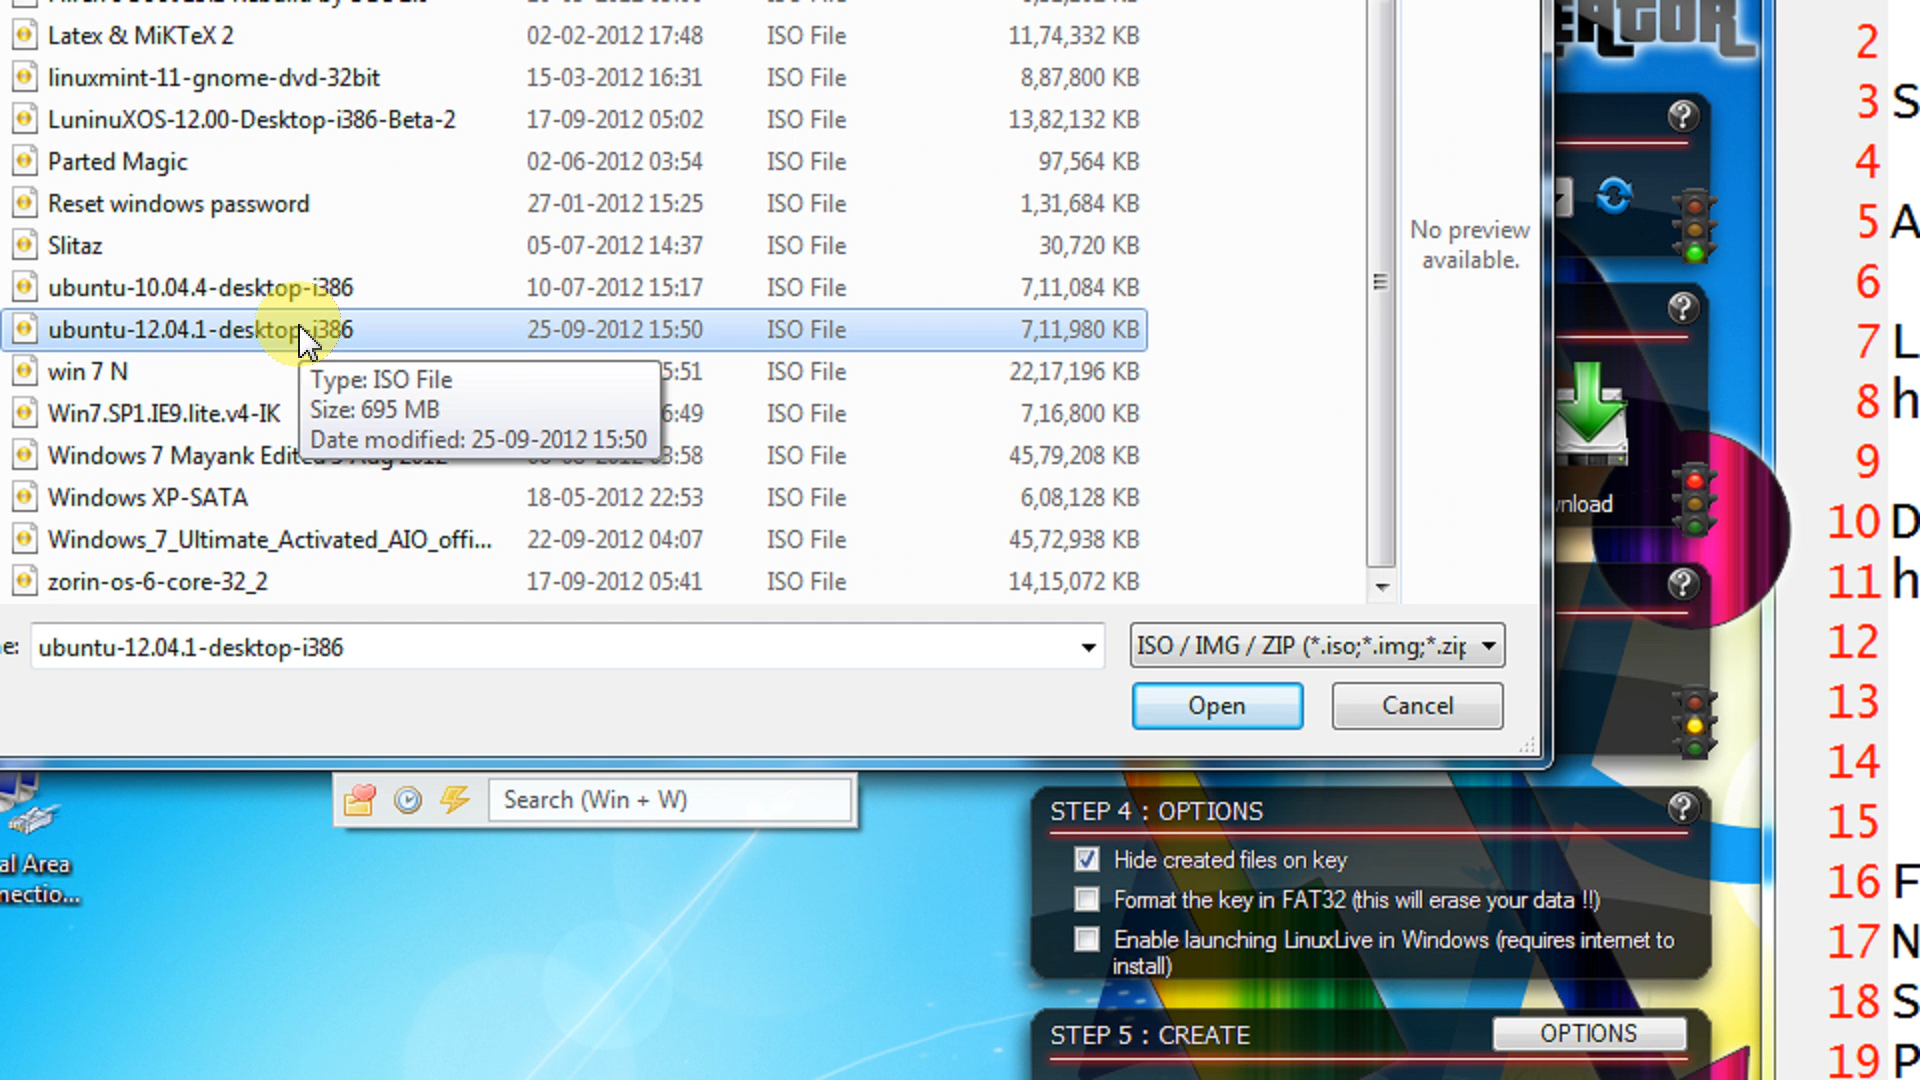 Latex & MiKTeX 2 02-02-2012 17:48 ISO File 11,74,332 KB
linuxmint-11-gnome-dvd-32bit 15-03-2012 16:31 ISO File 8,87,800 KB
LuninuXOS-12.00-Desktop-i386-Beta-2 17-09-2012 05:02 ISO File 13,82,132 KB
Parted Magic 02-06-2012 03:54 ISO File 97,564 KB
Reset windows password 27-01-2012 15:25 ISO File 1,31,684 KB
Slitaz 05-07-2012 14:37 ISO File 30,720 KB
ubuntu-10.04.4-desktop-i386 10-07-2012 15:17 ISO File 7,11,084 KB
ubuntu-12.04.1-desktop-i386 25-09-2012 15:50 ISO File 7,11,980 KB
win 7 N 5:51 ISO File 22,17,196 KB
Win7.SP1.IE9.lite.v4-IK 6:49 ISO File 7,16,800 KB
Windows 7 Mayank Edited 5 Aug 2012 3:58 ISO File 45,79,208 KB
Windows XP-SATA 18-05-2012 22:53 ISO File 6,08,128 KB
Windows_7_Ultimate_Activated_AIO_offi... 22-09-2012 04:07 ISO File 45,72,938 KB
zorin-os-6-core-32_2 17-09-2012 05:41 ISO File 14,15,072 KB
Type: ISO File
Size: 695 MB
Date modified: 25-09-2012 15:50
No preview
available.
e: ubuntu-12.04.1-desktop-i386
ISO / IMG / ZIP (*.iso;*.img;*.zip
Open
Cancel
Search (Win + W)
al Area
nectio...
EATOR
?
?
wnload
?
STEP 4 : OPTIONS ?
Hide created files on key
Format the key in FAT32 (this will erase your data !!)
Enable launching LinuxLive in Windows (requires internet to
install)
STEP 5 : CREATE OPTIONS
2
3 S
4
5 A
6
7 L
8 h
9
10 D
11 h
12
13
14
15
16 F
17 N
18 S
19 P